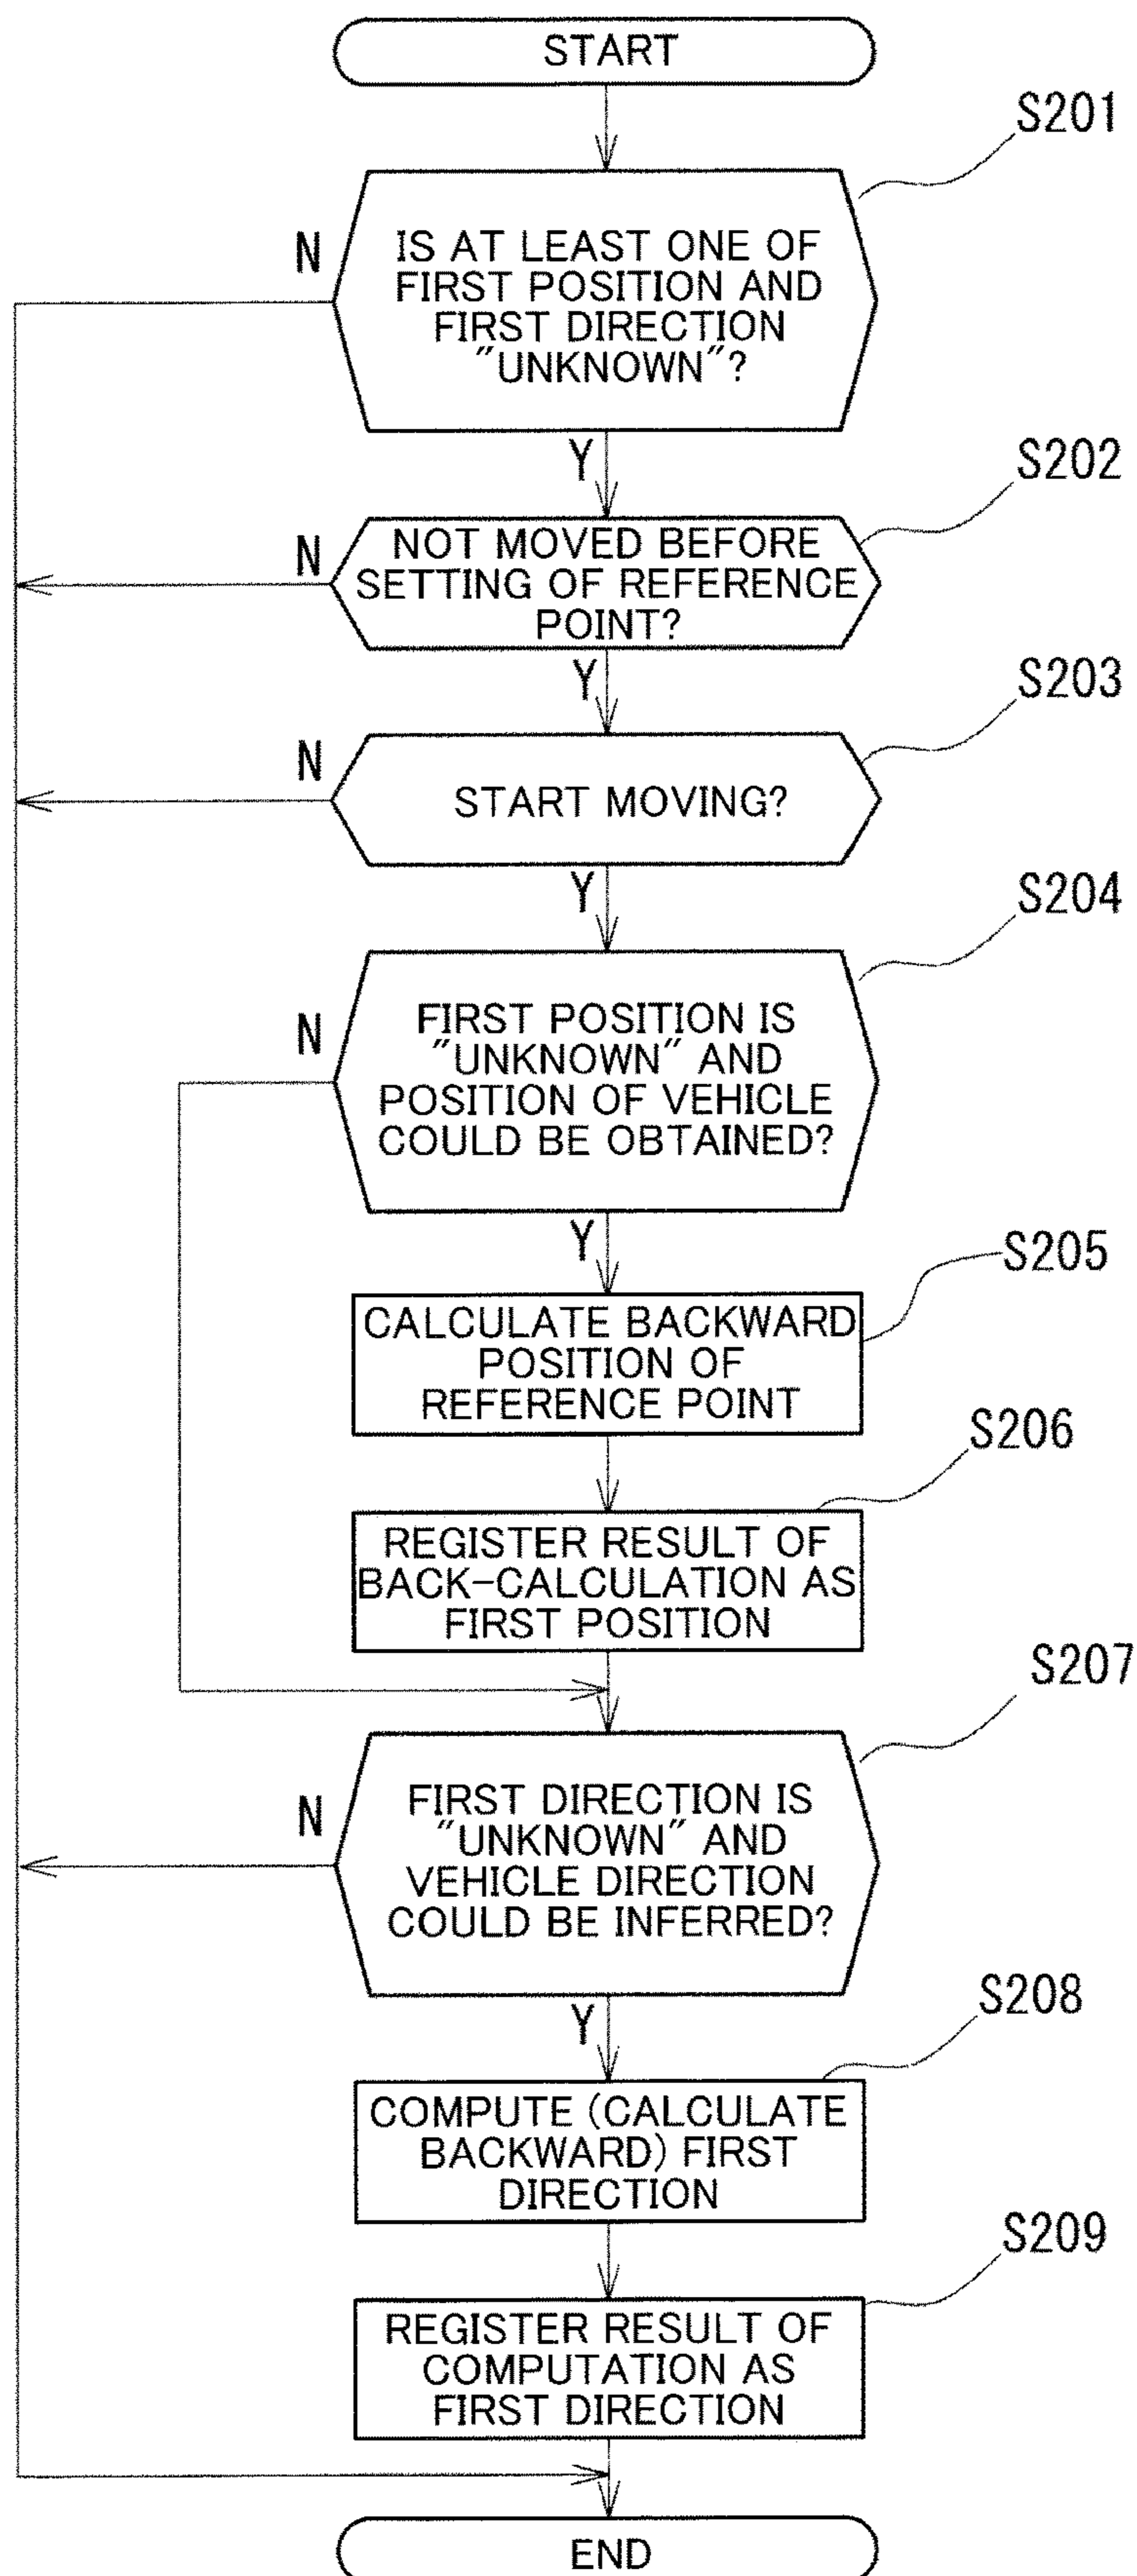 START
S201
N
IS AT LEAST ONE OF
FIRST POSITION AND
FIRST DIRECTION
"UNKNOWN"?
Y
S202
N
NOT MOVED BEFORE
SETTING OF REFERENCE
POINT?
Y
S203
N
START MOVING?
Y
S204
N
FIRST POSITION IS
"UNKNOWN" AND
POSITION OF VEHICLE
COULD BE OBTAINED?
Y
S205
CALCULATE BACKWARD
POSITION OF
REFERENCE POINT
S206
REGISTER RESULT OF
BACK-CALCULATION AS
FIRST POSITION
S207
N
FIRST DIRECTION IS
"UNKNOWN" AND
VEHICLE DIRECTION
COULD BE INFERRED?
Y
S208
COMPUTE (CALCULATE
BACKWARD) FIRST
DIRECTION
S209
REGISTER RESULT OF
COMPUTATION AS
FIRST DIRECTION
END